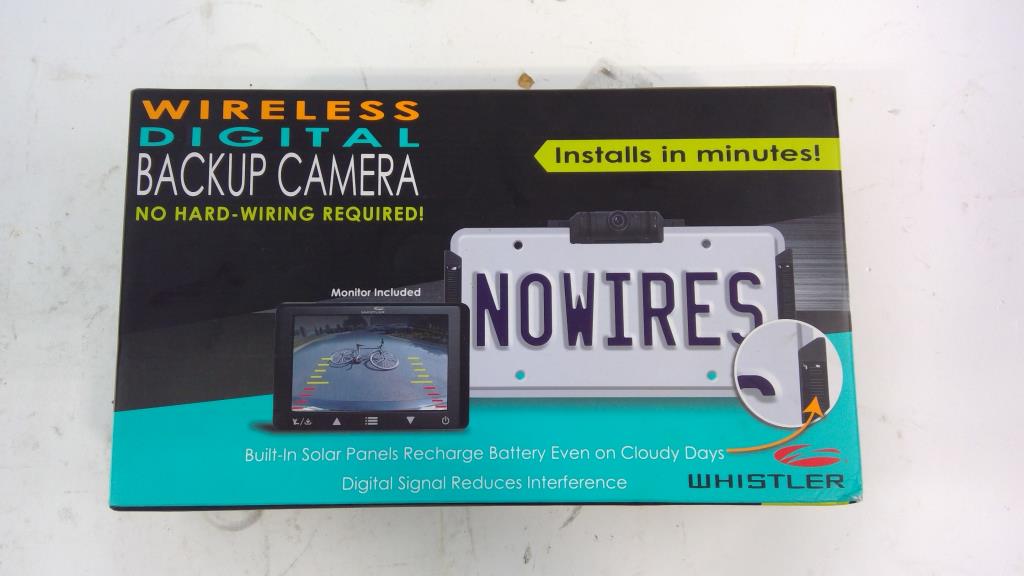 WIRELESS
DIGITAL
BACKUP CAMERA
NO HARD-WIRING REQUIRED!
Installs in minutes!
Monitor Included
WHISTLER
NOWIRES
Built-In Solar Panels Recharge Battery Even on Cloudy Days
Digital Signal Reduces Interference
WHISTLER